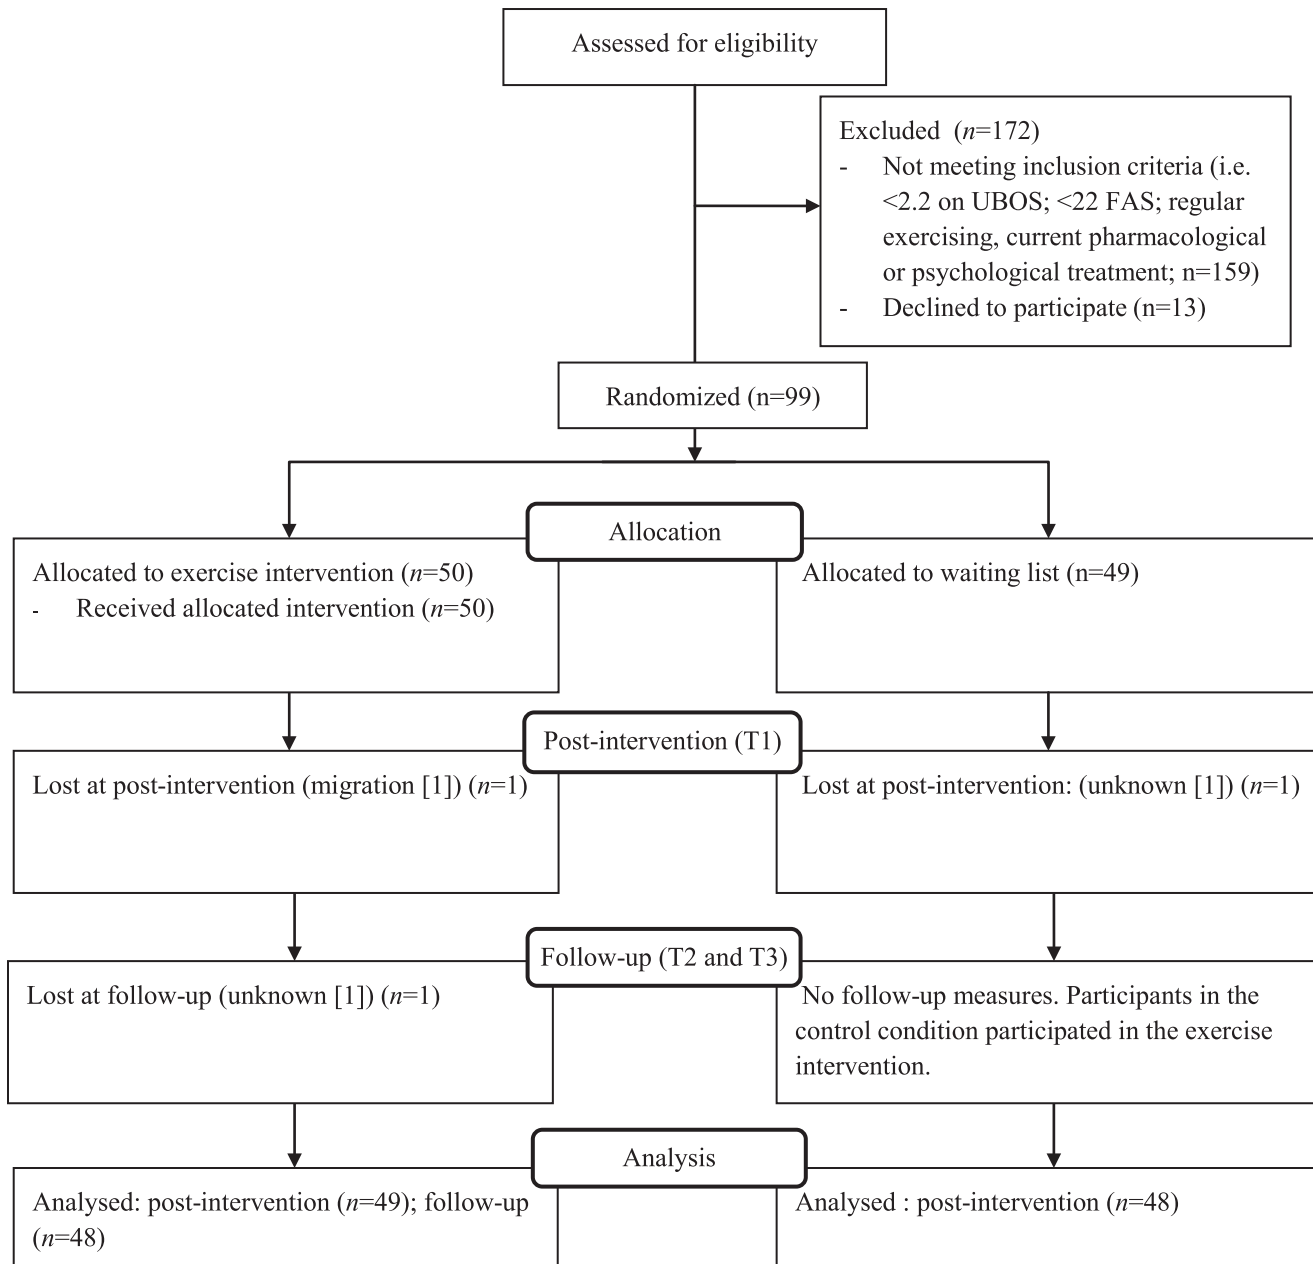 Assessed for eligibility
Excluded (n=172)
- Not meeting inclusion criteria (i.e.
<2.2 on UBOS; <22 FAS; regular
exercising, current pharmacological
or psychological treatment; n=159)
- Declined to participate (n=13)
Randomized (n=99)
Allocation
Allocated to exercise intervention (n=50)
- Received allocated intervention (n=50)
Allocated to waiting list (n=49)
Post-intervention (T1)
Lost at post-intervention (migration [1]) (n=1)
Lost at post-intervention: (unknown [1]) (n=1)
Follow-up (T2 and T3)
Lost at follow-up (unknown [1]) (n=1)
No follow-up measures. Participants in the
control condition participated in the exercise
intervention.
Analysis
Analysed: post-intervention (n=49); follow-up
(n=48)
Analysed : post-intervention (n=48)